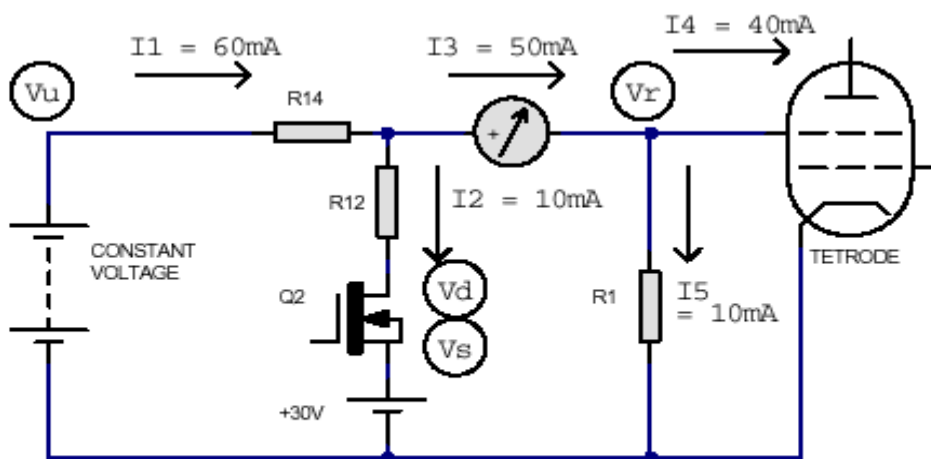 I1 = 60mA
I3 = 50mA
I4 = 40mA
Vu
Vr
R14
+
R12
I2 = 10mA
CONSTANT
VOLTAGE
TETRODE
Q2
Vd
R1
I5
= 10mA
Vs
+30V